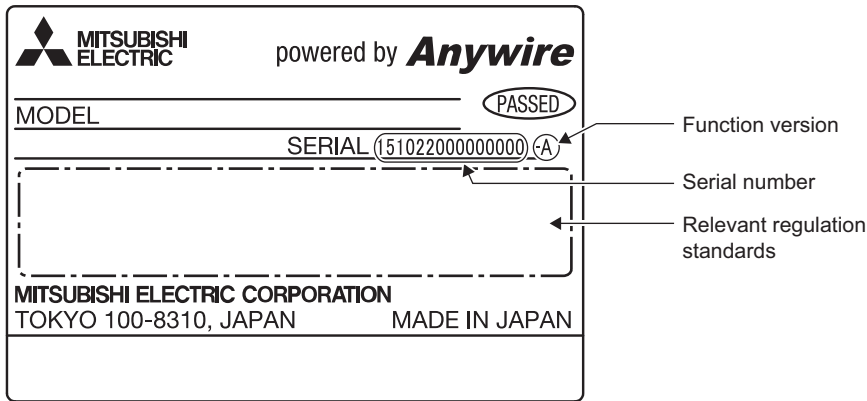 MITSUBISHI
ELECTRIC
powered by Anywire
PASSED
MODEL
SERIAL 151022000000000 -A
Function version
Serial number
Relevant regulation
standards
MITSUBISHI ELECTRIC CORPORATION
TOKYO 100-8310, JAPAN MADE IN JAPAN